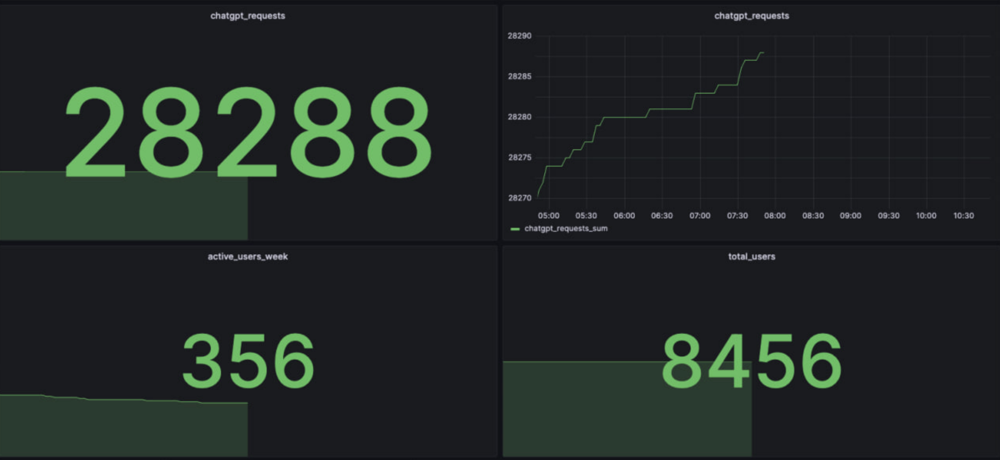 chatgpt_requests
28288
chatgpt_requests
28290
28285
28280
28275
28270
05:00 05:30 06:00 06:30 07:00 07:30 08:00 08:30 09:00 09:30 10:00 10:30
chatgpt_requests_sum
active_users_week
356
total_users
8456